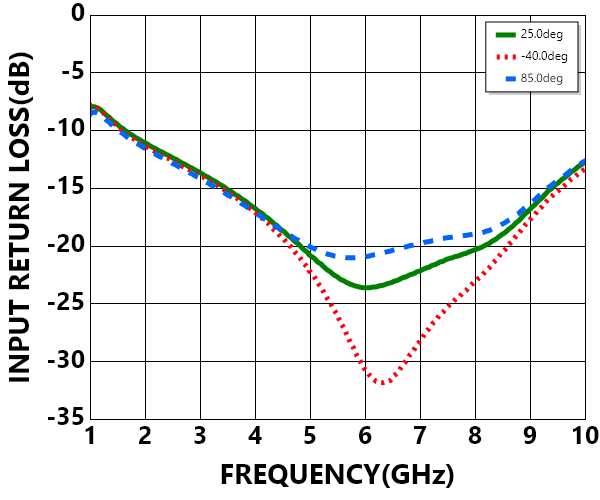 0
-5
-10
-15
-20
-25
-30
-35
INPUT RETURN LOSS(dB)
25.0deg
-40.0deg
85.0deg
1 2 3 4 5 6 7 8 9 10
FREQUENCY(GHz)